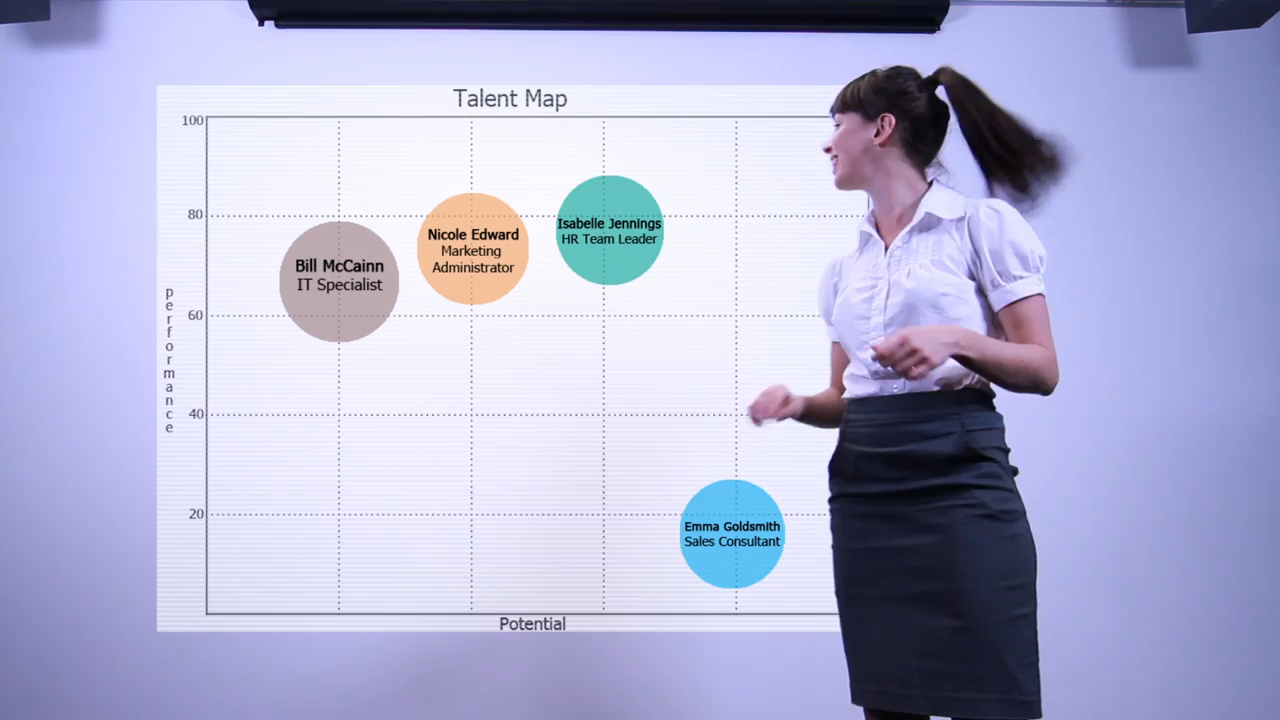 Talent Map
100
80
60
40
20
performance
Bill McCainn
IT Specialist
Nicole Edward
Marketing
Administrator
Isabelle Jennings
HR Team Leader
Emma Goldsmith
Sales Consultant
Potential